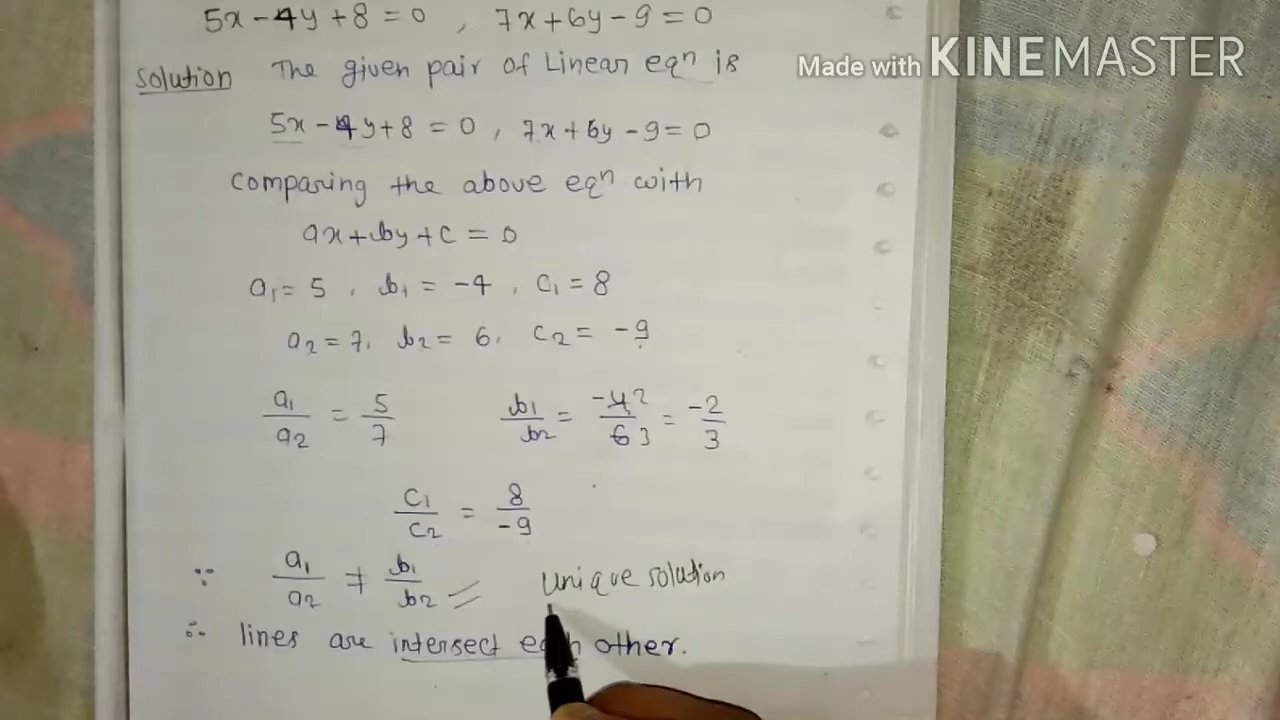 5x - 4y + 8 = 0 , 7x + 6y - 9 = 0
Made with KINEMASTER
Solution The given pair of Linear eqn is
5x - 4y + 8 = 0 , 7x + 6y - 9 = 0
Comparing the above eqn with
ax + by + c = 0
a1 = 5 , b1 = -4 , c1 = 8
a2 = 7, b2 = 6, c2 = -9
a1/a2 = 5/7 b1/b2 = -4 2/6 3 = -2/3
c1/c2 = 8/-9
∵ a1/a2 ≠ b1/b2 unique solution
∴ lines are intersect each other.